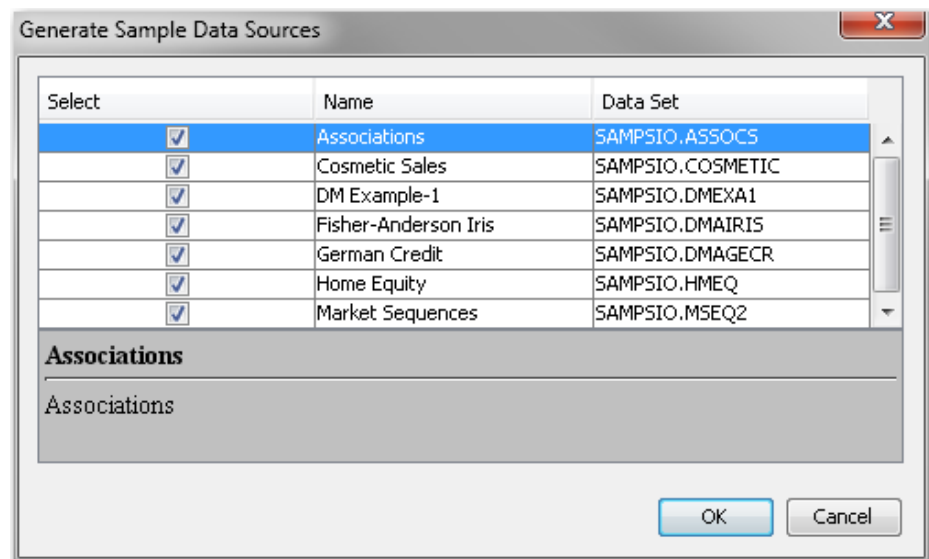 Generate Sample Data Sources
Select Name Data Set
Associations SAMPSIO.ASSOCS
Cosmetic Sales SAMPSIO.COSMETIC
DM Example-1 SAMPSIO.DMEXA1
Fisher-Anderson Iris SAMPSIO.DMAIRIS
German Credit SAMPSIO.DMAGECR
Home Equity SAMPSIO.HMEQ
Market Sequences SAMPSIO.MSEQ2
Associations
Associations
OK Cancel